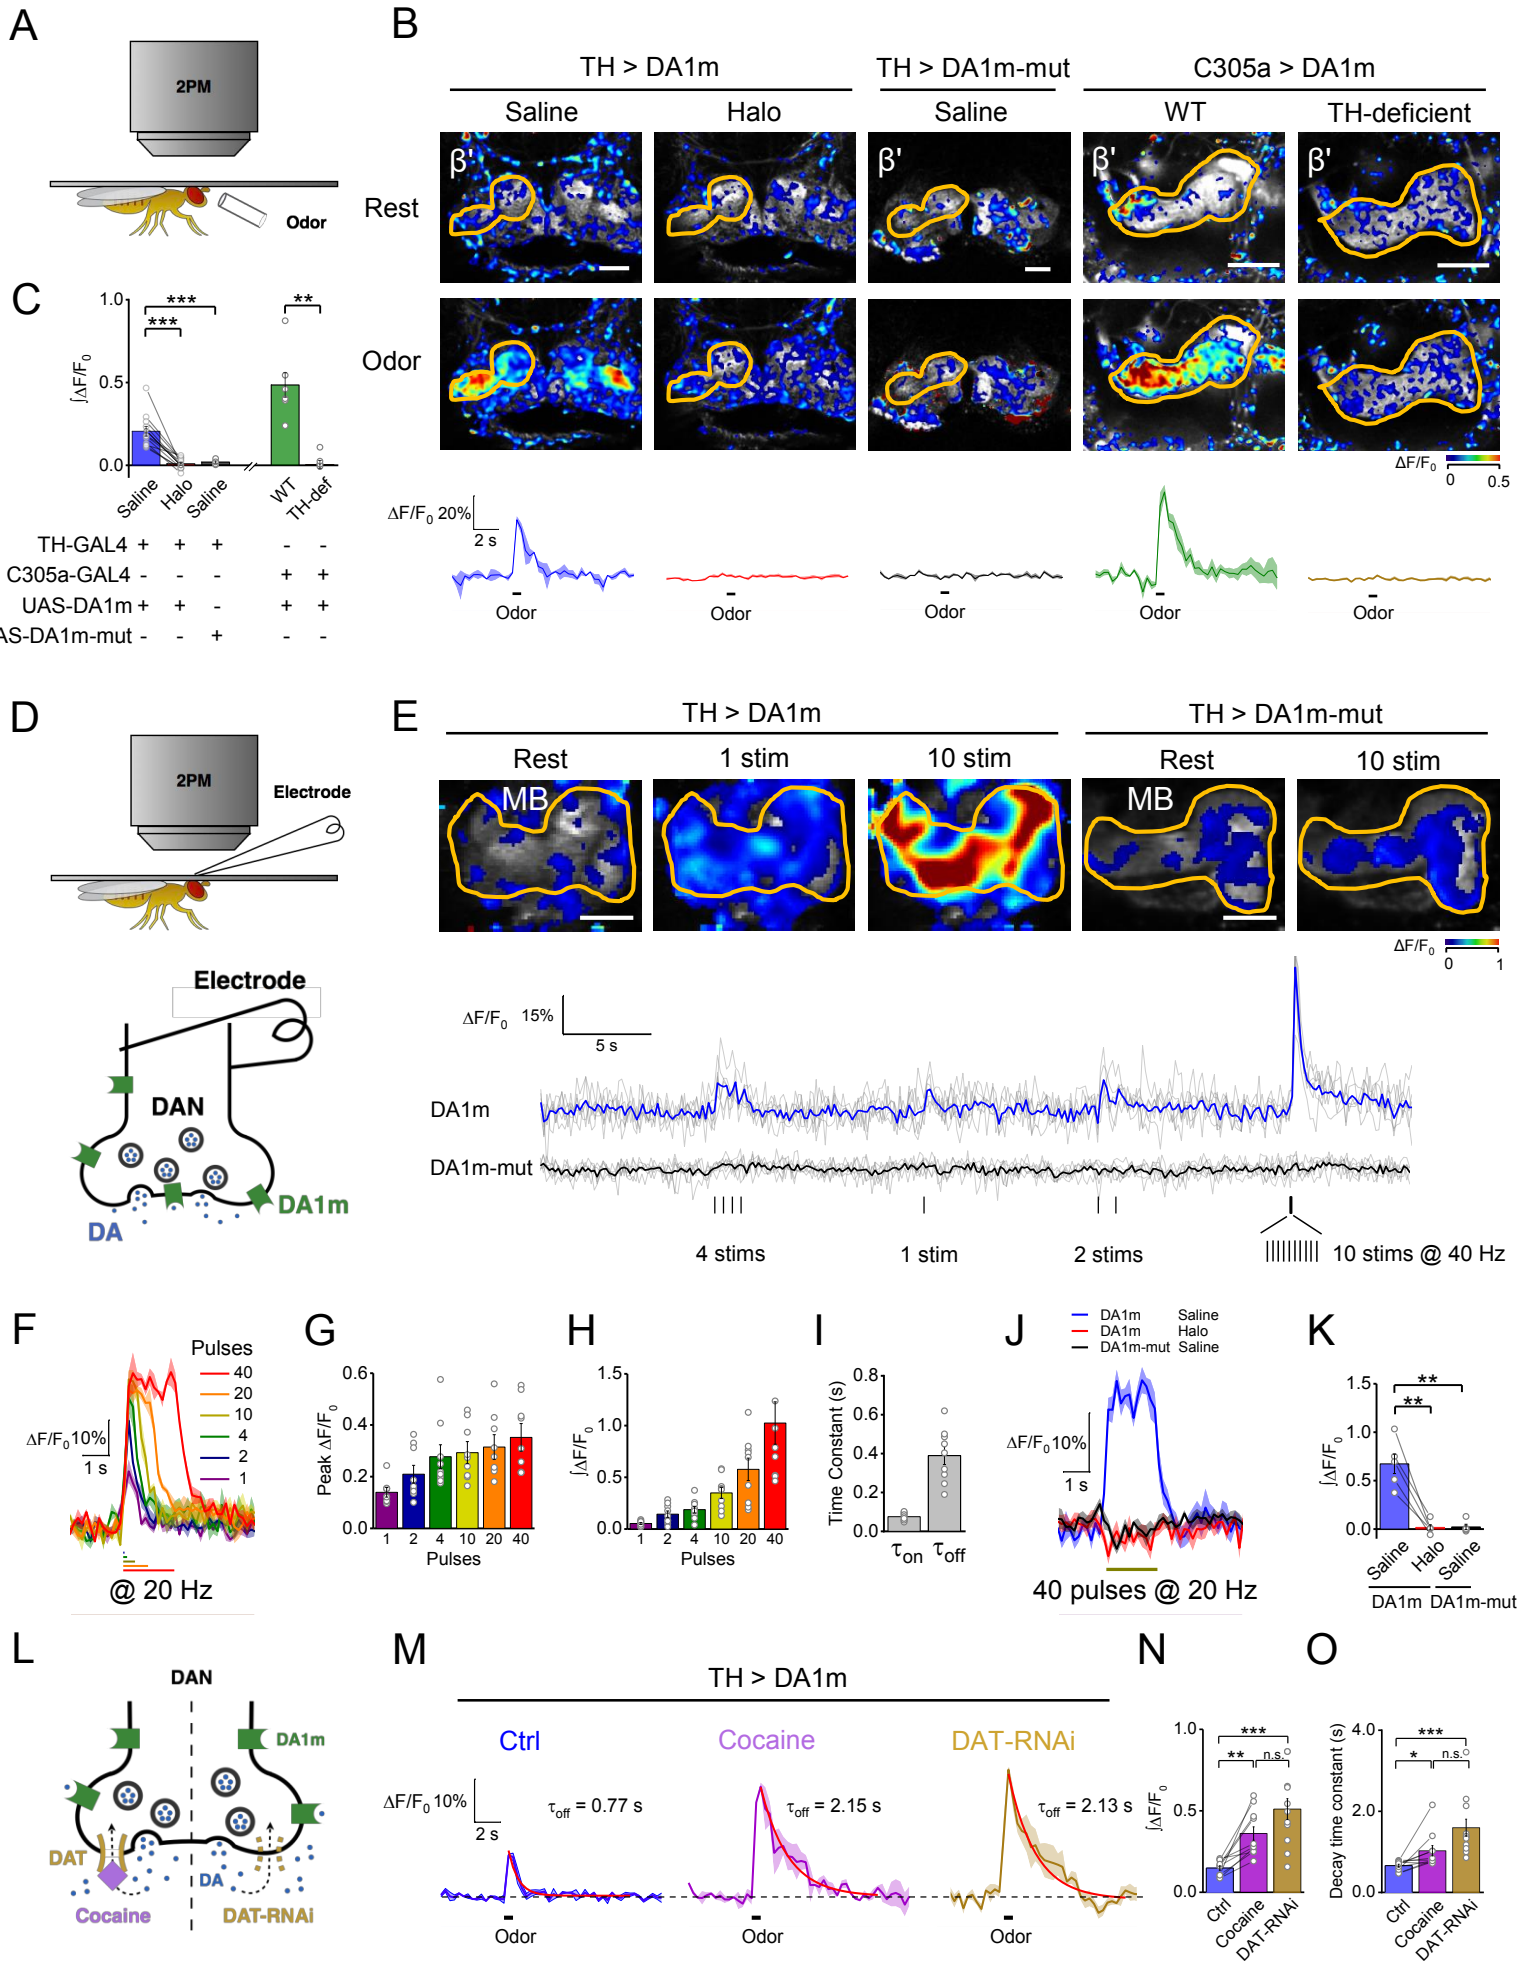 A
2PM
Odor
B
TH > DA1m
TH > DA1m-mut
C305a > DA1m
Saline
Halo
Saline
WT
TH-deficient
Rest
β'
β'
β'
Odor
ΔF/F0
0
0.5
ΔF/F0 20%
2 s
Odor
Odor
Odor
Odor
Odor
C
∫ΔF/F0
1.0
0.5
0.0
***
***
**
Saline
Halo
Saline
WT
TH-def
TH-GAL4 + + + - -
C305a-GAL4 - - - + +
UAS-DA1m + + - + +
AS-DA1m-mut - - + - -
D
2PM
Electrode
Electrode
DAN
DA1m
DA
E
TH > DA1m
TH > DA1m-mut
Rest
1 stim
10 stim
Rest
10 stim
MB
MB
ΔF/F0
0
1
ΔF/F0 15%
5 s
DA1m
DA1m-mut
4 stims
1 stim
2 stims
10 stims @ 40 Hz
F
Pulses
40
20
10
4
2
1
ΔF/F0 10%
1 s
@ 20 Hz
G
Peak ΔF/F0
0.6
0.4
0.2
0.0
1 2 4 10 20 40
Pulses
H
∫ΔF/F0
1.5
1.0
0.5
0.0
1 2 4 10 20 40
Pulses
I
Time Constant (s)
0.8
0.6
0.4
0.2
0.0
τon τoff
J
DA1m Saline
DA1m Halo
DA1m-mut Saline
ΔF/F0 10%
1 s
40 pulses @ 20 Hz
K
∫ΔF/F0
1.5
1.0
0.5
0.0
**
**
Saline
Halo
Saline
DA1m DA1m-mut
L
DAN
DA1m
DAT
DA
Cocaine
DAT-RNAi
M
TH > DA1m
Ctrl
Cocaine
DAT-RNAi
ΔF/F0 10%
2 s
τoff = 0.77 s
τoff = 2.15 s
τoff = 2.13 s
Odor
Odor
Odor
N
∫ΔF/F0
1.0
0.5
0.0
***
**
n.s.
Ctrl
Cocaine
DAT-RNAi
O
Decay time constant (s)
4.0
2.0
0.0
***
*
n.s.
Ctrl
Cocaine
DAT-RNAi